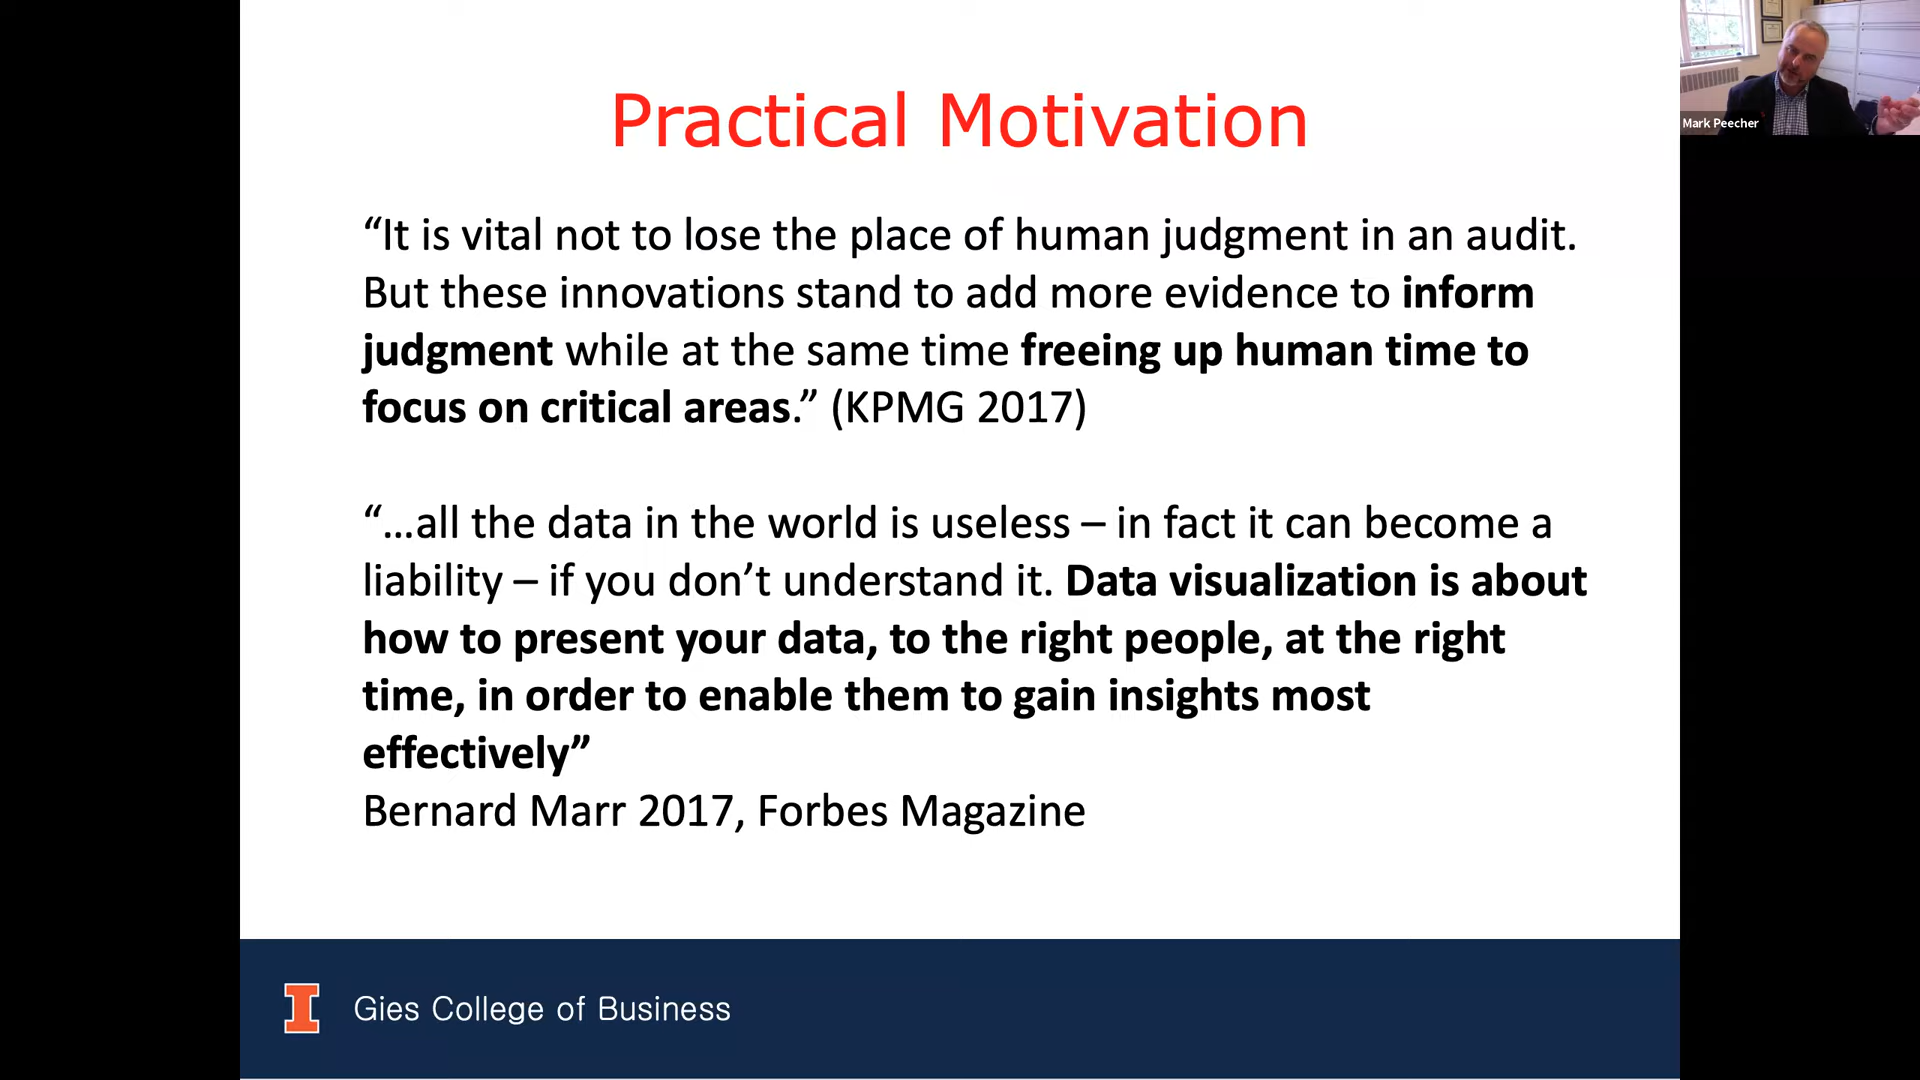 Practical Motivation
Mark Peecher
“It is vital not to lose the place of human judgment in an audit.
But these innovations stand to add more evidence to inform
judgment while at the same time freeing up human time to
focus on critical areas.” (KPMG 2017)
“…all the data in the world is useless – in fact it can become a
liability – if you don’t understand it. Data visualization is about
how to present your data, to the right people, at the right
time, in order to enable them to gain insights most
effectively”
Bernard Marr 2017, Forbes Magazine
I
Gies College of Business